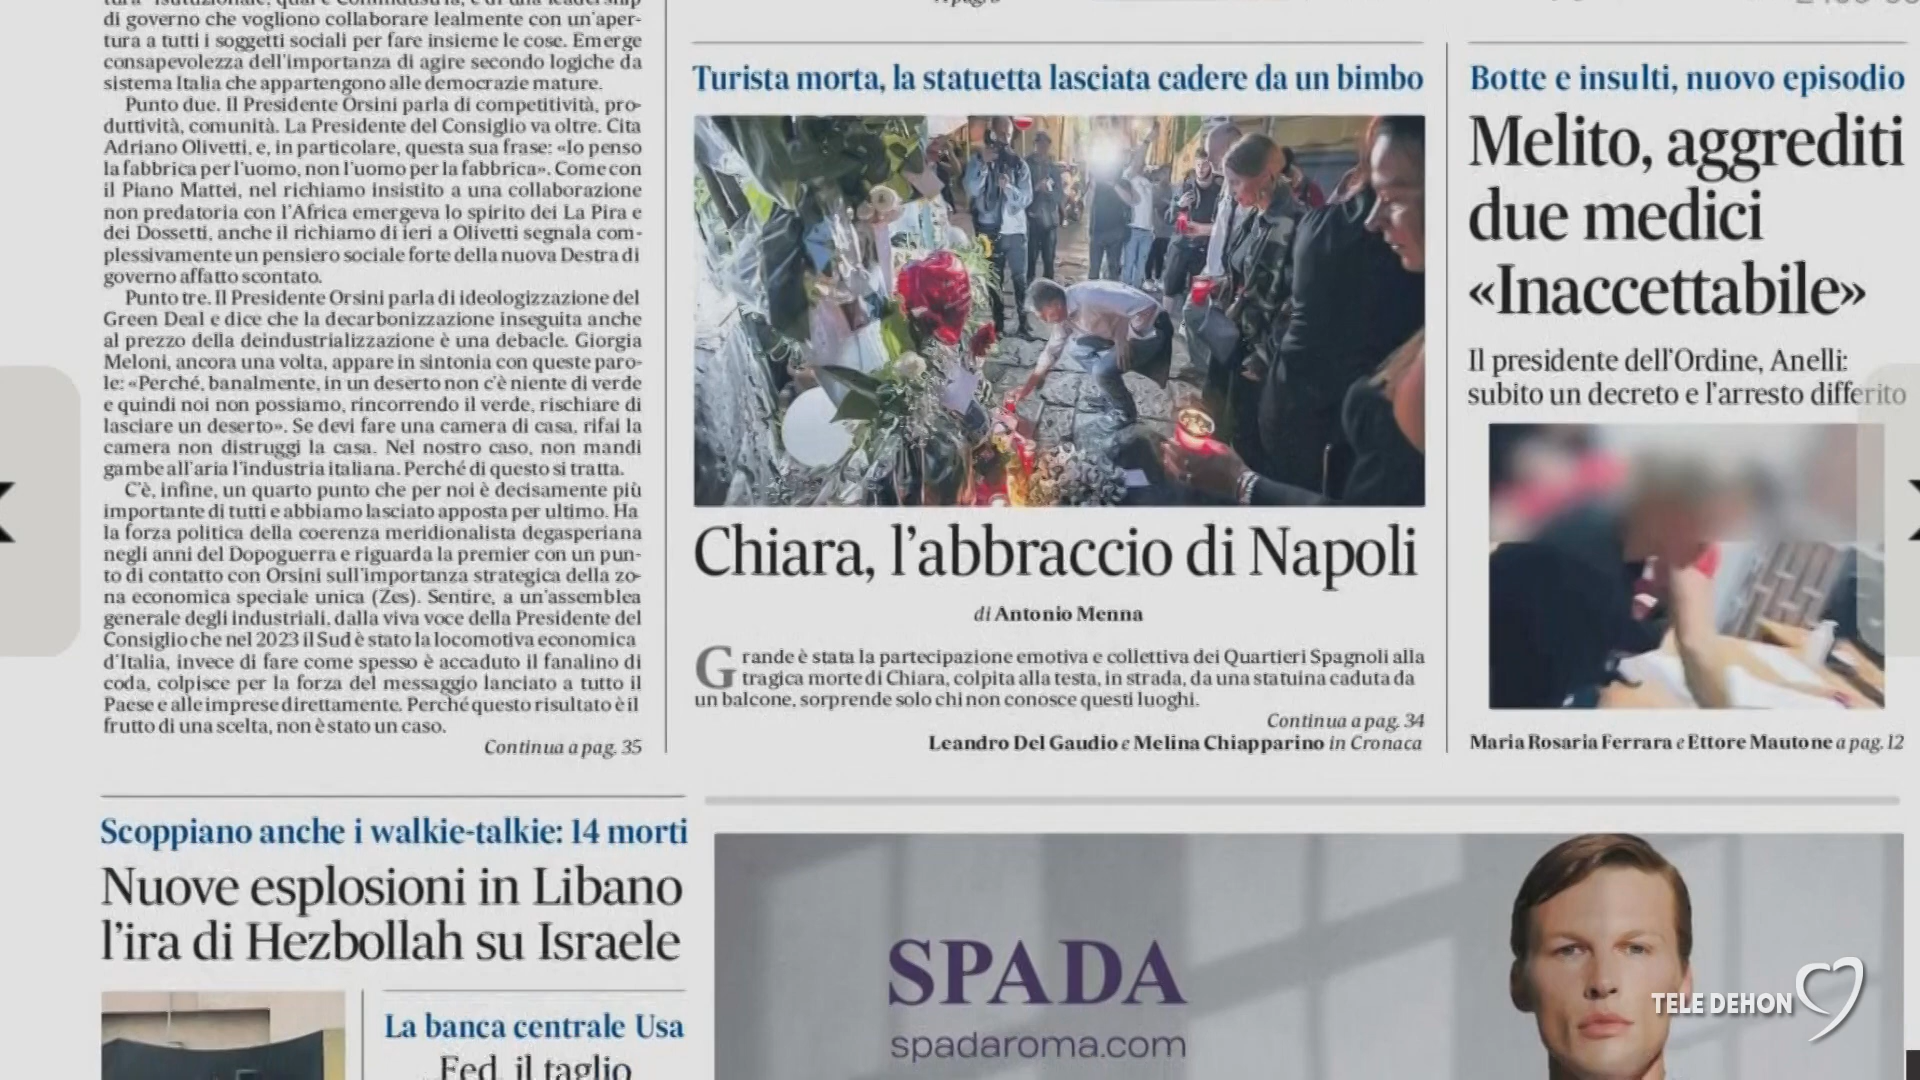 di governo che vogliono collaborare lealmente con un'aper-
tura a tutti i soggetti sociali per fare insieme le cose. Emerge
consapevolezza dell'importanza di agire secondo logiche da
sistema Italia che appartengono alle democrazie mature.
Punto due. Il Presidente Orsini parla di competitività, pro-
duttività, comunità. La Presidente del Consiglio va oltre. Cita
Adriano Olivetti, e, in particolare, questa sua frase: «Io penso
la fabbrica per l'uomo, non l'uomo per la fabbrica». Come con
il Piano Mattei, nel richiamo insistito a una collaborazione
non predatoria con l'Africa emergeva lo spirito dei La Pira e
dei Dossetti, anche il richiamo di ieri a Olivetti segnala com-
plessivamente un pensiero sociale forte della nuova Destra di
governo affatto scontato.
Punto tre. Il Presidente Orsini parla di ideologizzazione del
Green Deal e dice che la decarbonizzazione inseguita anche
al prezzo della deindustrializzazione è una debacle. Giorgia
Meloni, ancora una volta, appare in sintonia con queste paro-
le: «Perché, banalmente, in un deserto non c'è niente di verde
e quindi noi non possiamo, rincorrendo il verde, rischiare di
lasciare un deserto». Se devi fare una camera di casa, rifai la
camera non distruggi la casa. Nel nostro caso, non mandi
gambe all'aria l'industria italiana. Perché di questo si tratta.
C'è, infine, un quarto punto che per noi è decisamente più
importante di tutti e abbiamo lasciato apposta per ultimo. Ha
la forza politica della coerenza meridionalista degasperiana
negli anni del Dopoguerra e riguarda la premier con un pun-
to di contatto con Orsini sull'importanza strategica della zo-
na economica speciale unica (Zes). Sentire, a un'assemblea
generale degli industriali, dalla viva voce della Presidente del
Consiglio che nel 2023 il Sud è stato la locomotiva economica
d'Italia, invece di fare come spesso è accaduto il fanalino di
coda, colpisce per la forza del messaggio lanciato a tutto il
Paese e alle imprese direttamente. Perché questo risultato è il
frutto di una scelta, non è stato un caso.
Continua a pag. 35
Turista morta, la statuetta lasciata cadere da un bimbo
Chiara, l'abbraccio di Napoli
di Antonio Menna
Grande è stata la partecipazione emotiva e collettiva dei Quartieri Spagnoli alla
tragica morte di Chiara, colpita alla testa, in strada, da una statuina caduta da
un balcone, sorprende solo chi non conosce questi luoghi.
Continua a pag. 34
Leandro Del Gaudio e Melina Chiapparino in Cronaca
Botte e insulti, nuovo episodio
Melito, aggrediti
due medici
«Inaccettabile»
Il presidente dell'Ordine, Anelli:
subito un decreto e l'arresto differito
Maria Rosaria Ferrara e Ettore Mautone a pag. 12
Scoppiano anche i walkie-talkie: 14 morti
Nuove esplosioni in Libano
l'ira di Hezbollah su Israele
La banca centrale Usa
Fed, il taglio
SPADA
spadaroma.com
TELE DEHON